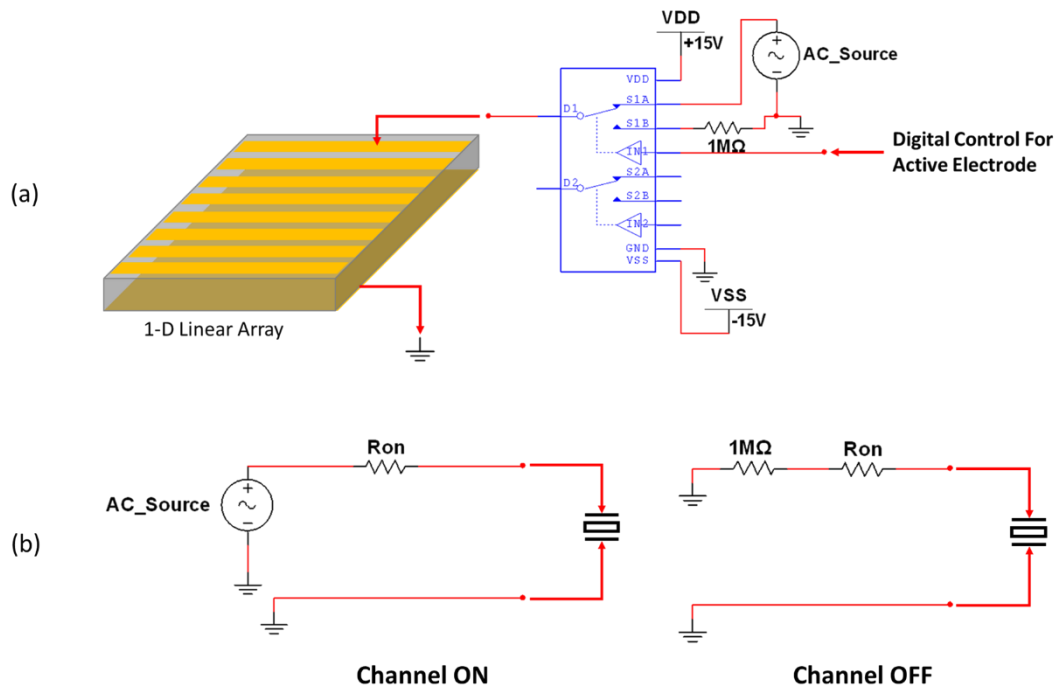 VDD
+15V
AC_Source
VDD
D1
S1A
S1B
1MΩ
IN1
Digital Control For
Active Electrode
(a)
D2
S2A
S2B
IN2
GND
VSS
VSS
-15V
1-D Linear Array
Ron
1MΩ
Ron
AC_Source
(b)
Channel ON
Channel OFF